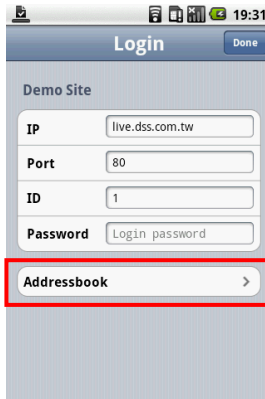 19:31
Login
Done
Demo Site
IP live.dss.com.tw
Port 80
ID 1
Password Login password
Addressbook